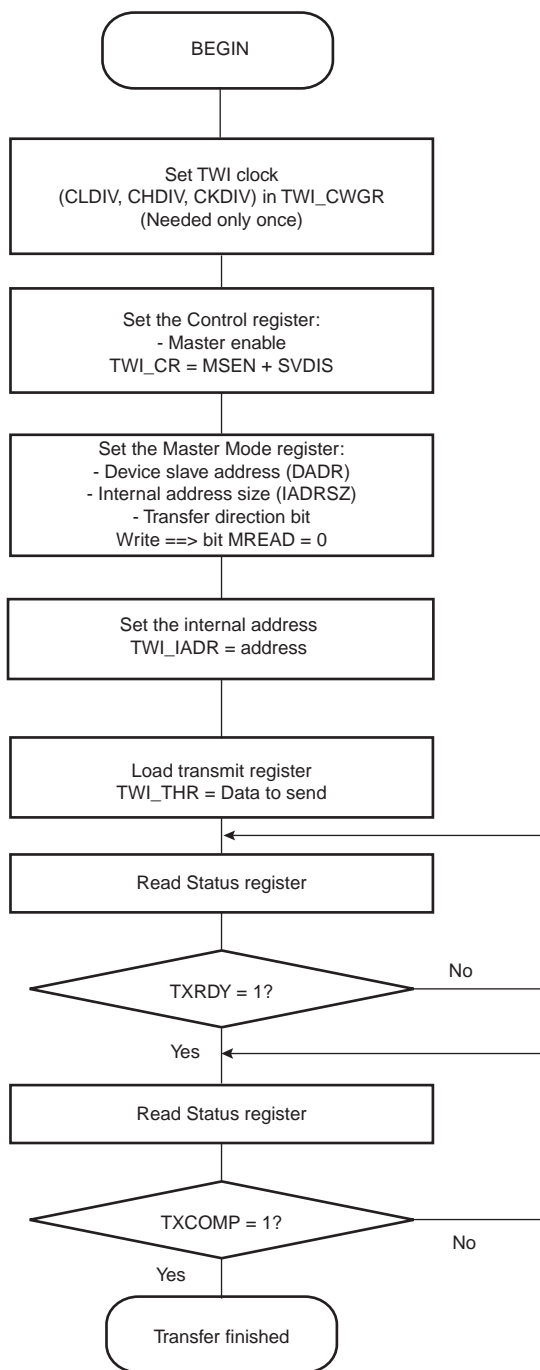 BEGIN
Set TWI clock
(CLDIV, CHDIV, CKDIV) in TWI_CWGR
(Needed only once)
Set the Control register:
- Master enable
TWI_CR = MSEN + SVDIS
Set the Master Mode register:
- Device slave address (DADR)
- Internal address size (IADRSZ)
- Transfer direction bit
Write ==> bit MREAD = 0
Set the internal address
TWI_IADR = address
Load transmit register
TWI_THR = Data to send
Read Status register
TXRDY = 1?
No
Yes
Read Status register
TXCOMP = 1?
No
Yes
Transfer finished